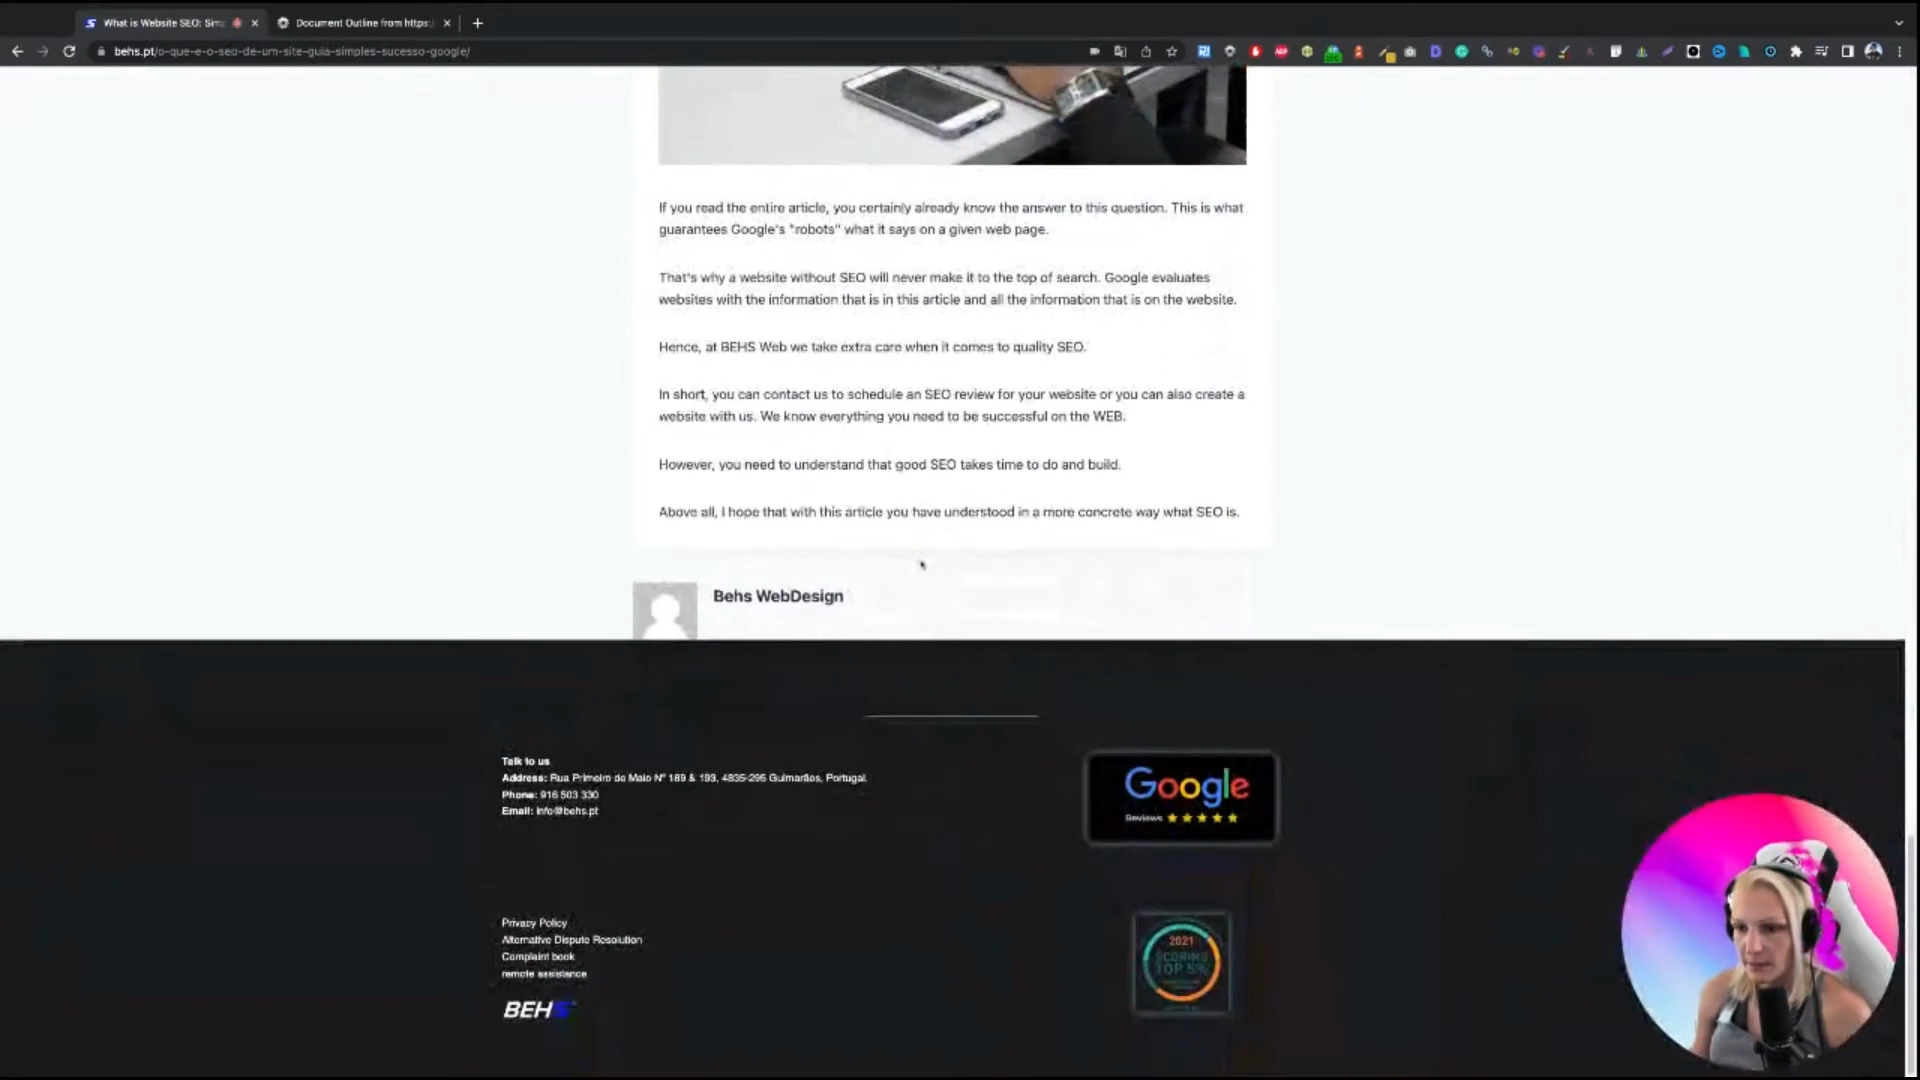 What is Website SEO: Sim
Document Outline from https:
behs.pt/o-que-e-o-seo-de-um-site-guia-simples-sucesso-google/
If you read the entire article, you certainly already know the answer to this question. This is what
guarantees Google's "robots" what it says on a given web page.
That's why a website without SEO will never make it to the top of search. Google evaluates
websites with the information that is in this article and all the information that is on the website.
Hence, at BEHS Web we take extra care when it comes to quality SEO.
In short, you can contact us to schedule an SEO review for your website or you can also create a
website with us. We know everything you need to be successful on the WEB.
However, you need to understand that good SEO takes time to do and build.
Above all, I hope that with this article you have understood in a more concrete way what SEO is.
Behs WebDesign
Talk to us
Address: Rua Primeiro de Maio Nº 189 & 193, 4835-295 Guimarães, Portugal.
Phone: 916 503 330
Email: info@behs.pt
Google
Reviews
Privacy Policy
Alternative Dispute Resolution
Complaint book
remote assistance
BEHS
2021
SCORING
TOP 5%